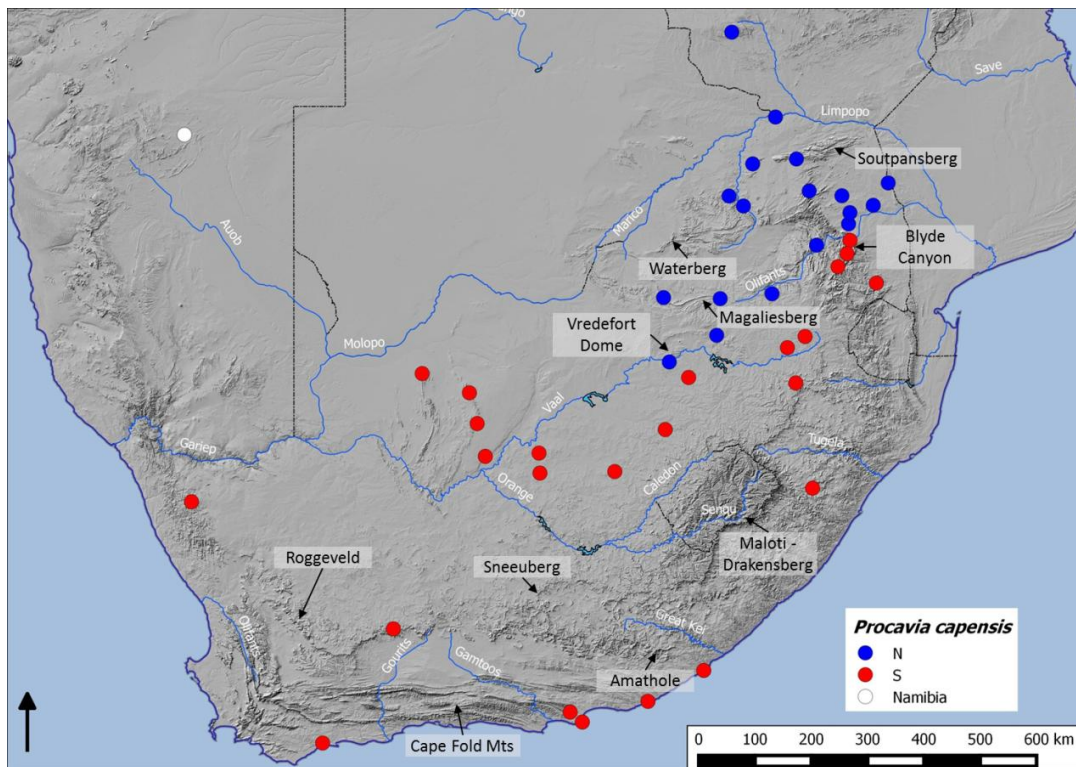 ngo
Save
Limpopo
Soutpansberg
Auob
Marico
Blyde
Canyon
Waterberg
Olifants
Magaliesberg
Vredefort
Dome
Molopo
Vaal
Gariep
Tugela
Caledon
Orange
Senqu
Maloti -
Drakensberg
Roggeveld
Sneeuberg
Great Kei
Olifants
Gourits
Gamtoos
Amathole
Cape Fold Mts
Procavia capensis
N
S
Namibia
0 100 200 300 400 500 600 km